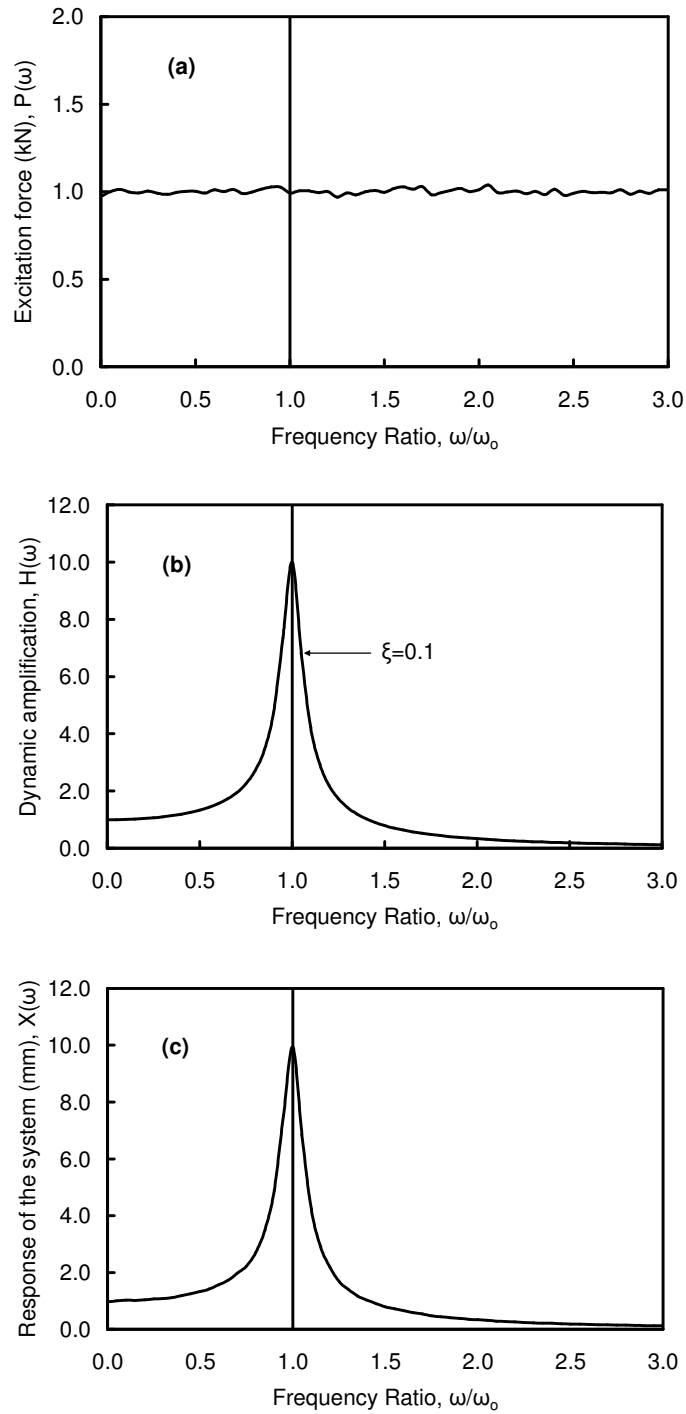 Excitation force (kN), P(ω)
2.0
1.5
1.0
0.5
0.0
(a)
0.0 0.5 1.0 1.5 2.0 2.5 3.0
Frequency Ratio, ω/ωo
Dynamic amplification, H(ω)
12.0
10.0
8.0
6.0
4.0
2.0
0.0
(b)
ξ=0.1
0.0 0.5 1.0 1.5 2.0 2.5 3.0
Frequency Ratio, ω/ωo
Response of the system (mm), X(ω)
12.0
10.0
8.0
6.0
4.0
2.0
0.0
(c)
0.0 0.5 1.0 1.5 2.0 2.5 3.0
Frequency Ratio, ω/ωo